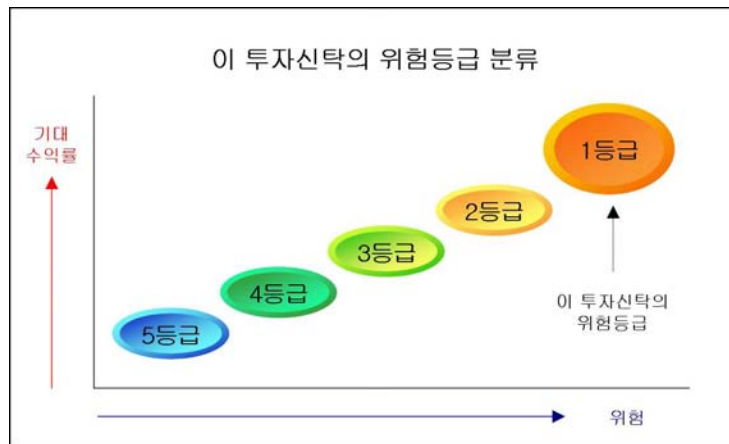 이 투자신탁의 위험등급 분류
기대
수익률
1등급
2등급
3등급
4등급
5등급
이 투자신탁의
위험등급
위험